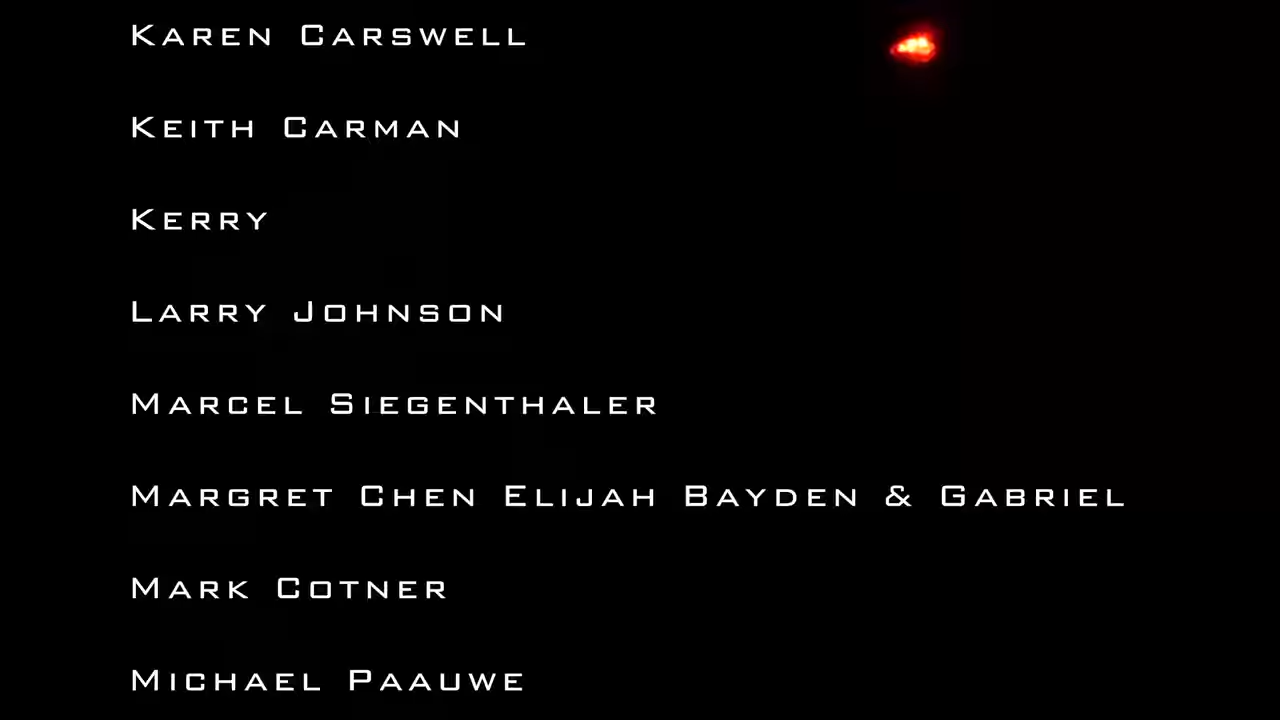 Karen Carswell
Keith Carman
Kerry
Larry Johnson
Marcel Siegenthaler
Margret Chen Elijah Bayden & Gabriel
Mark Cotner
Michael Paauwe